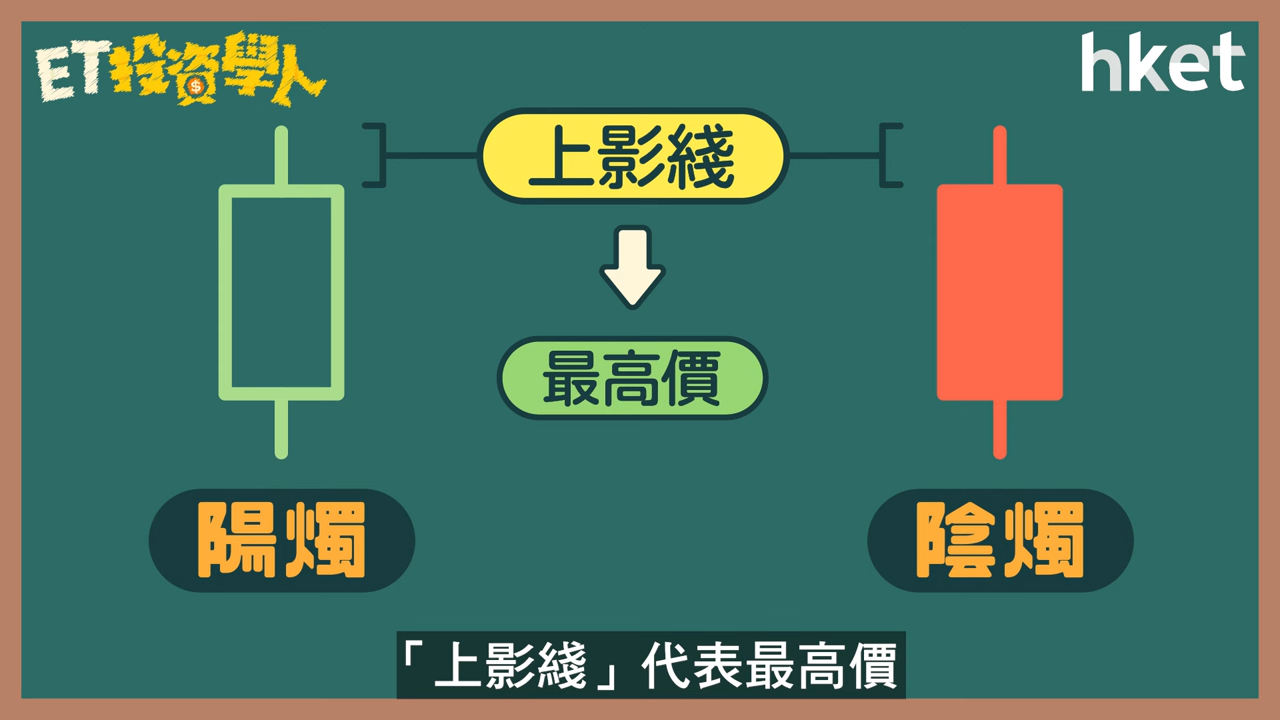 ET投資學人
hket
上影綫
最高價
陽燭
陰燭
「上影綫」代表最高價